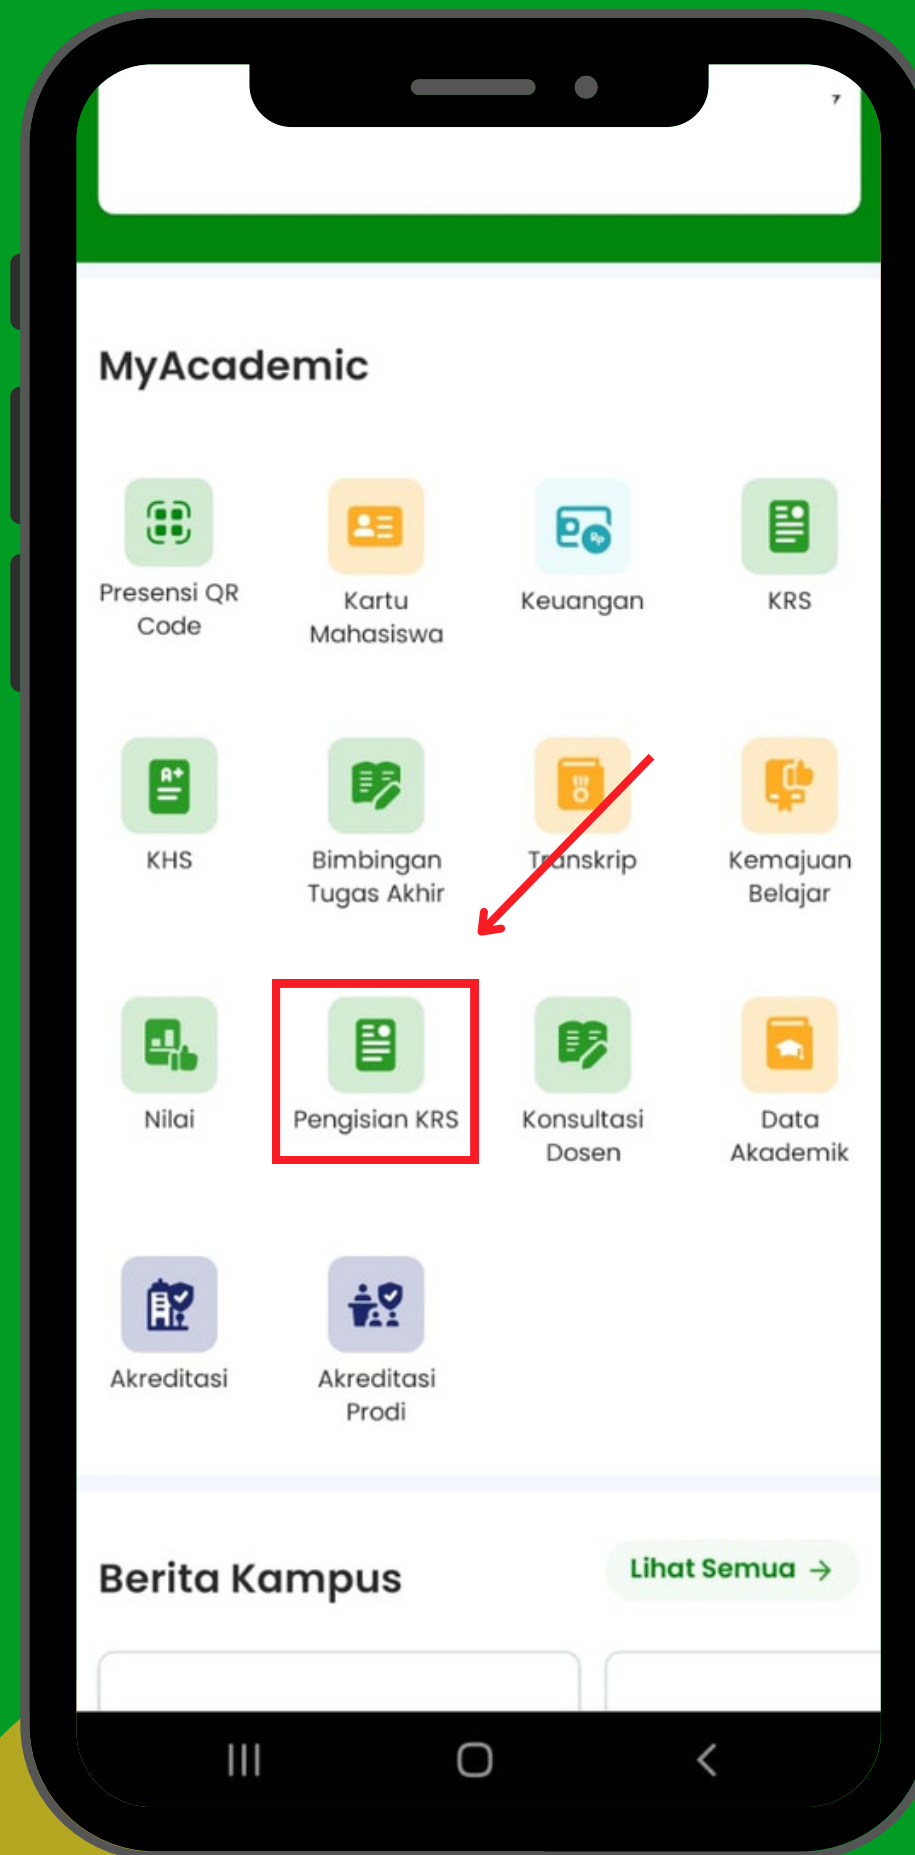 MyAcademic
Presensi QR
Code
Kartu
Mahasiswa
Keuangan
Rp
KRS
A+
KHS
Bimbingan
Tugas Akhir
Transkrip
Kemajuan
Belajar
Nilai
Pengisian KRS
Konsultasi
Dosen
Data
Akademik
Akreditasi
Akreditasi
Prodi
Berita Kampus
Lihat Semua →